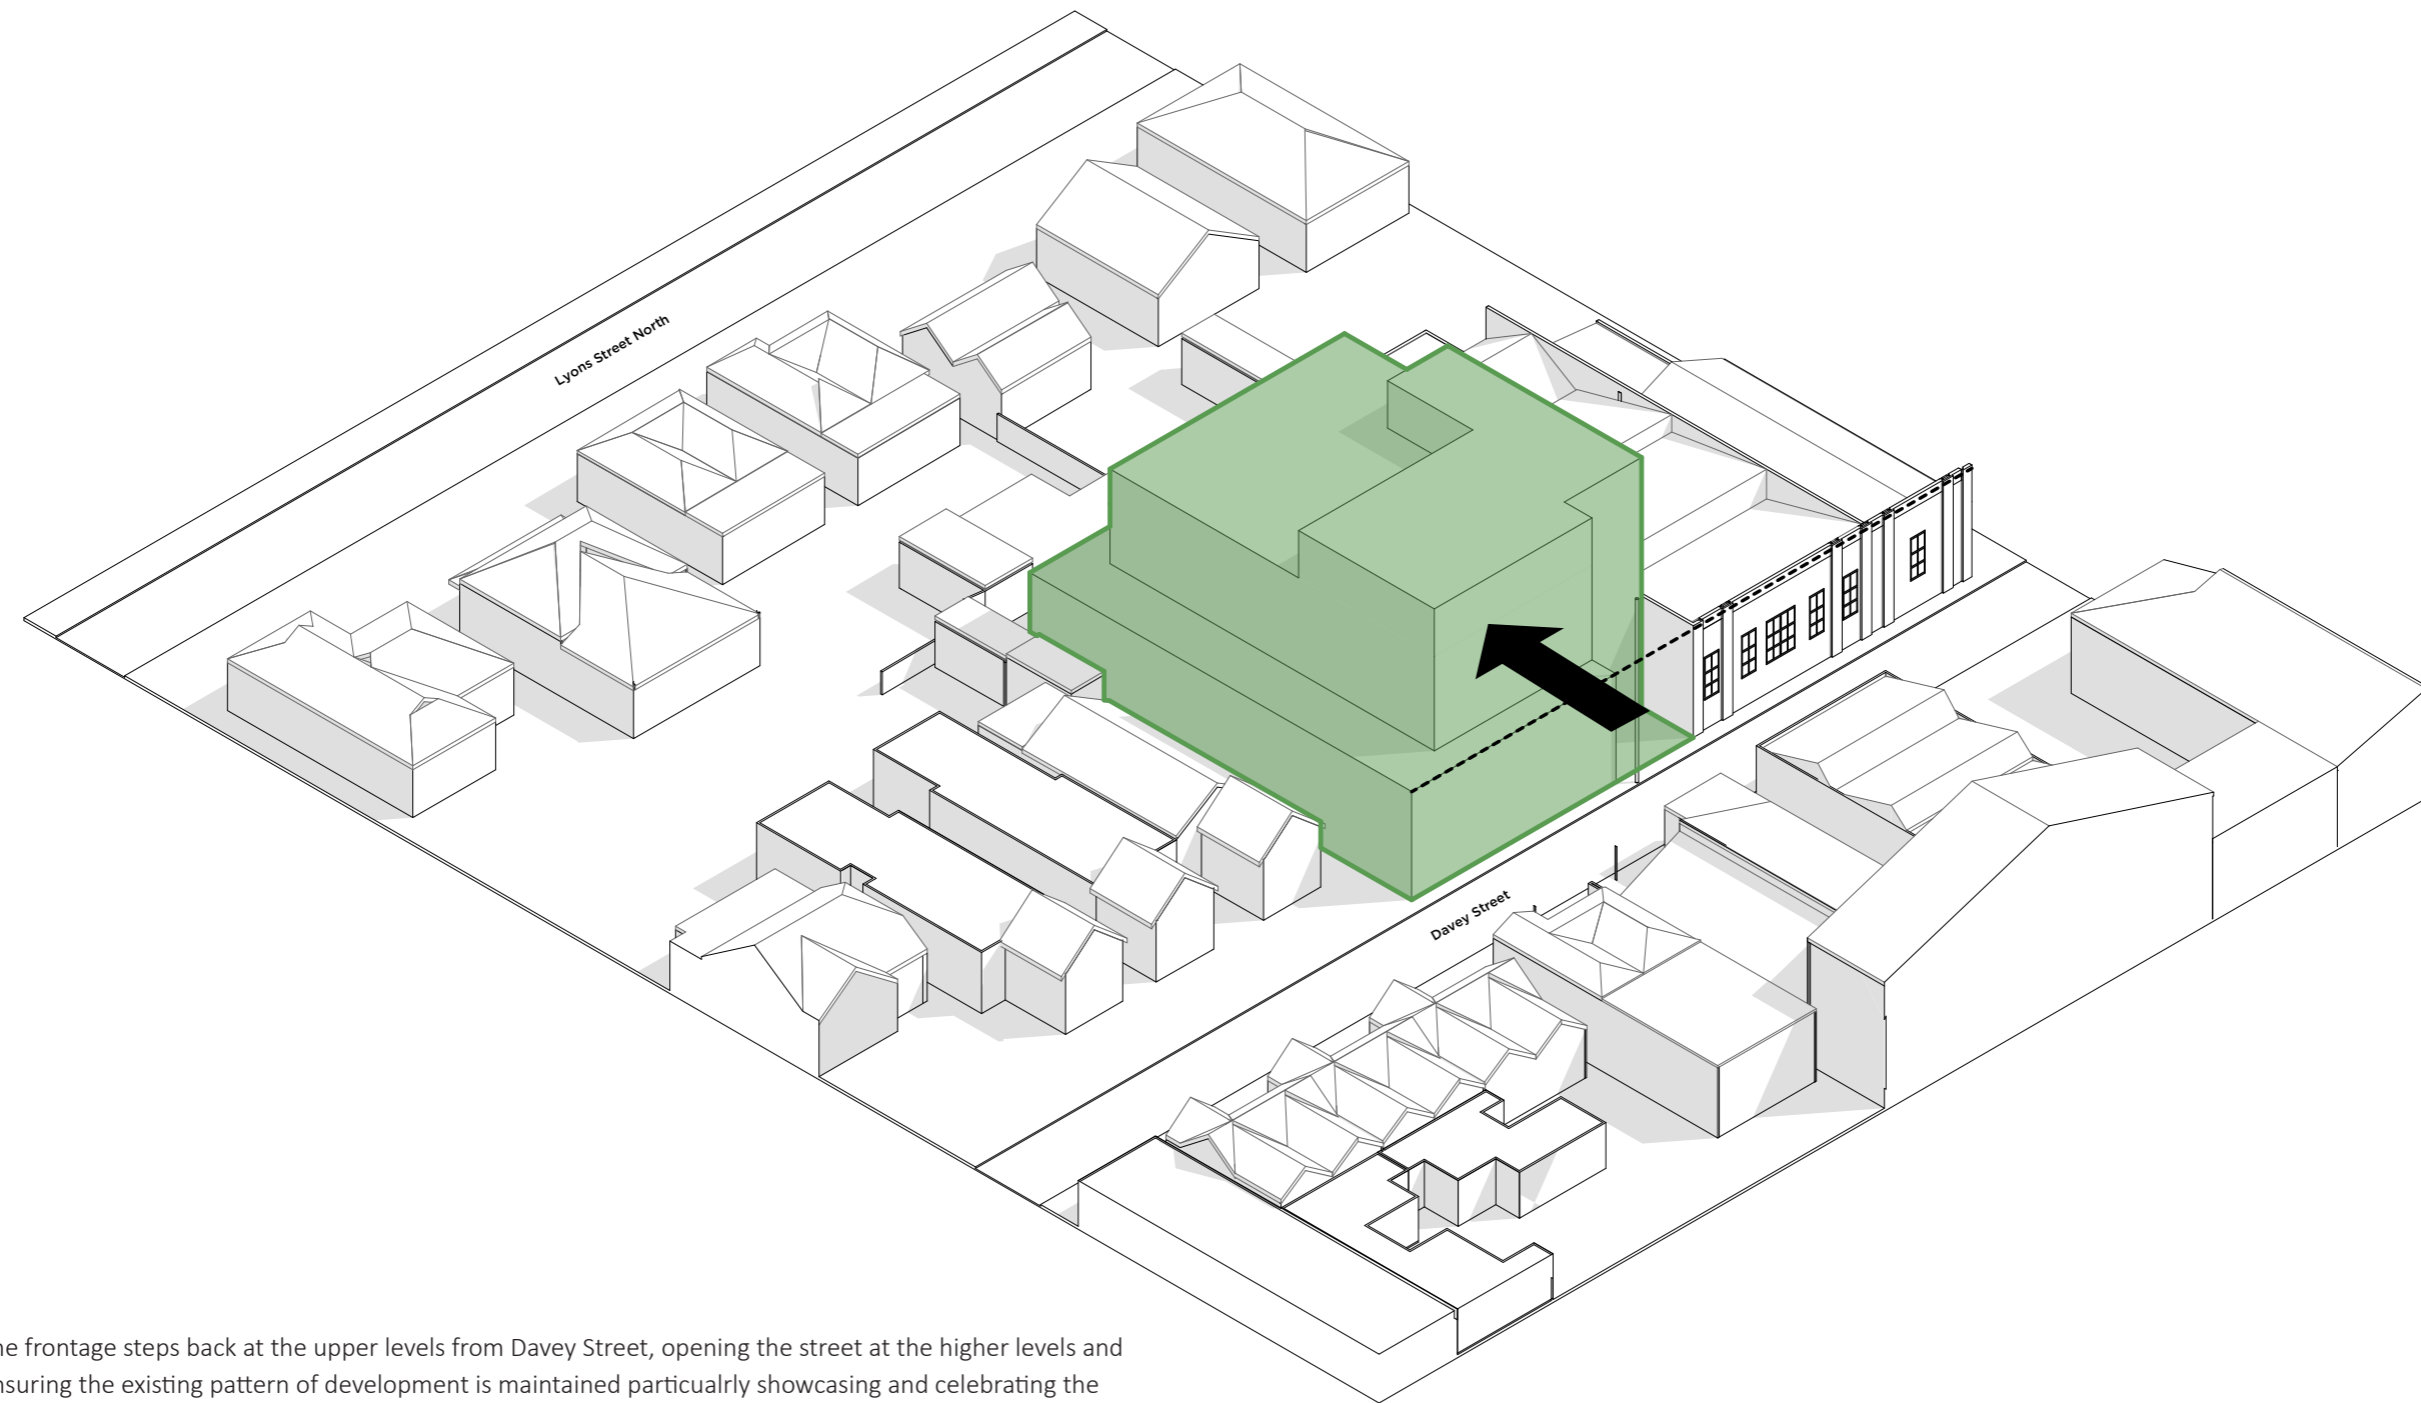 Lyons Street North
Davey Street
he frontage steps back at the upper levels from Davey Street, opening the street at the higher levels and
nsuring the existing pattern of development is maintained particualrly showcasing and celebrating the